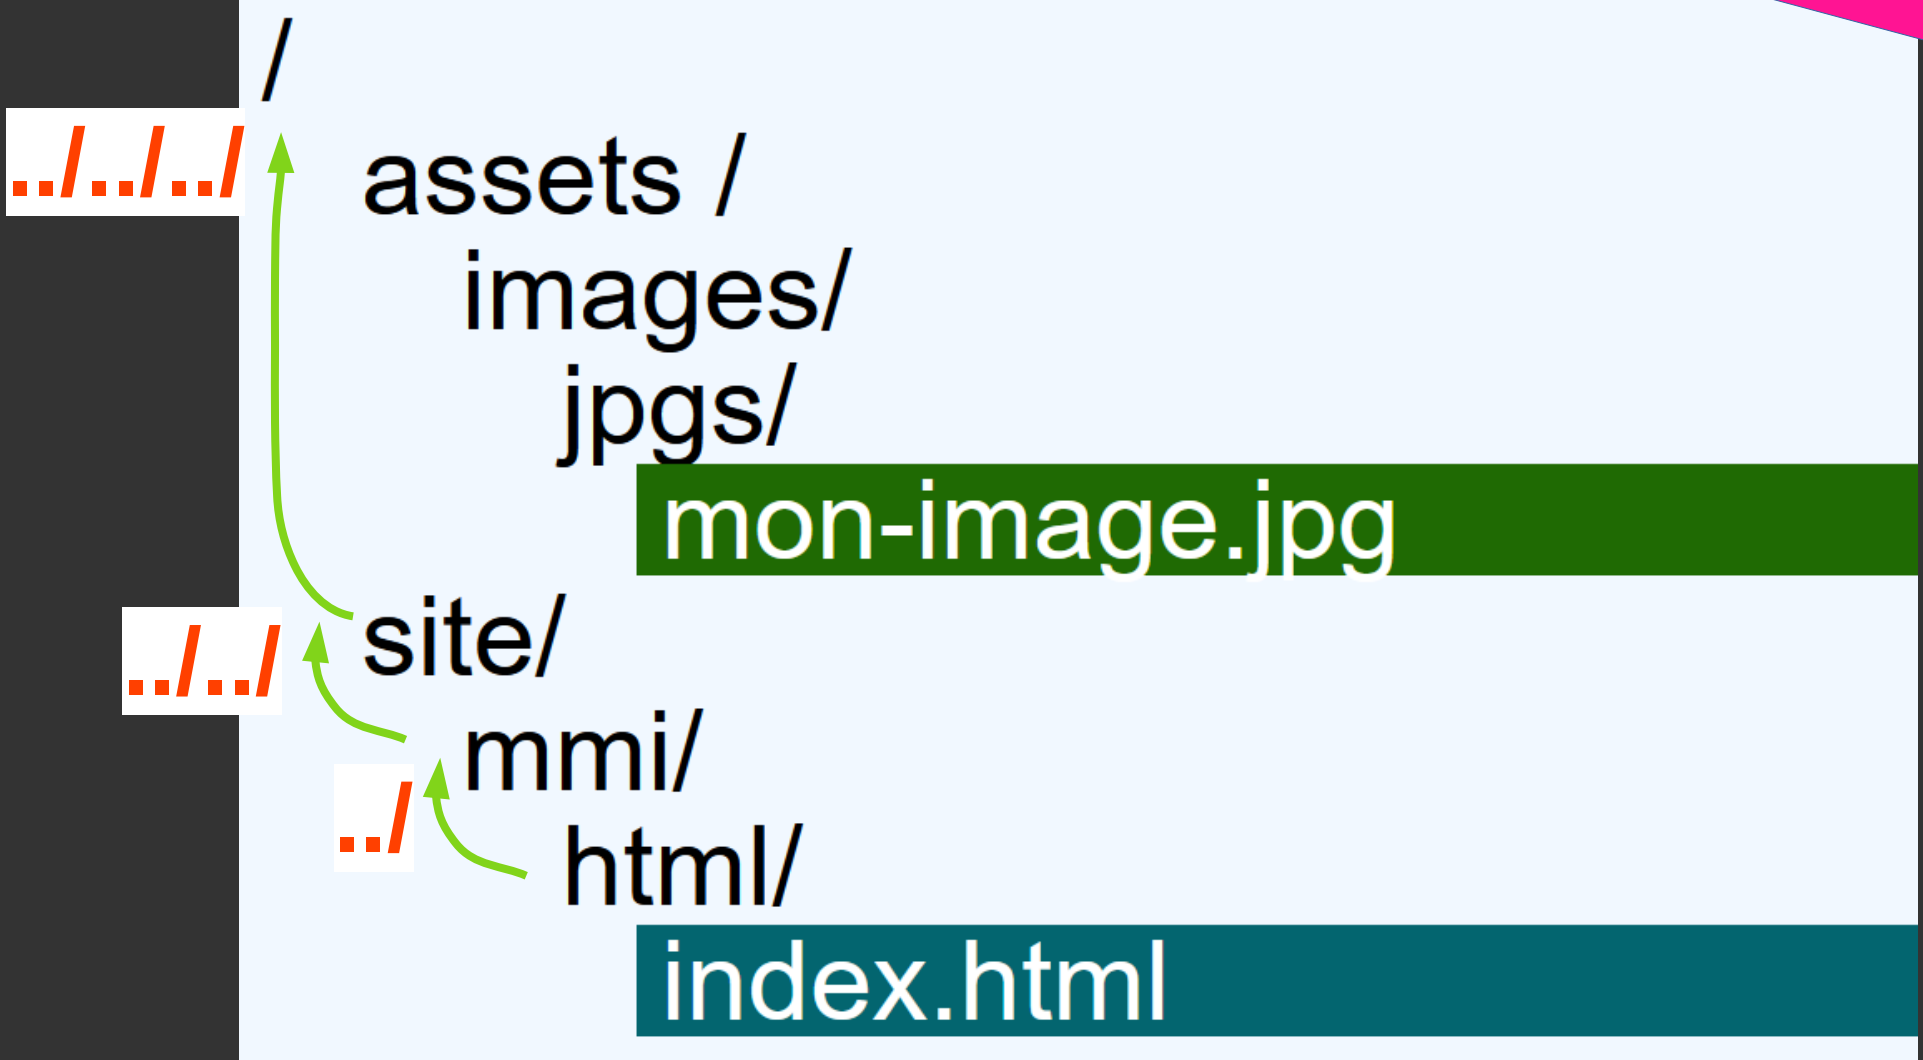 /
../../../
assets /
images/
jpgs/
mon-image.jpg
site/
../../
mmi/
../
html/
index.html